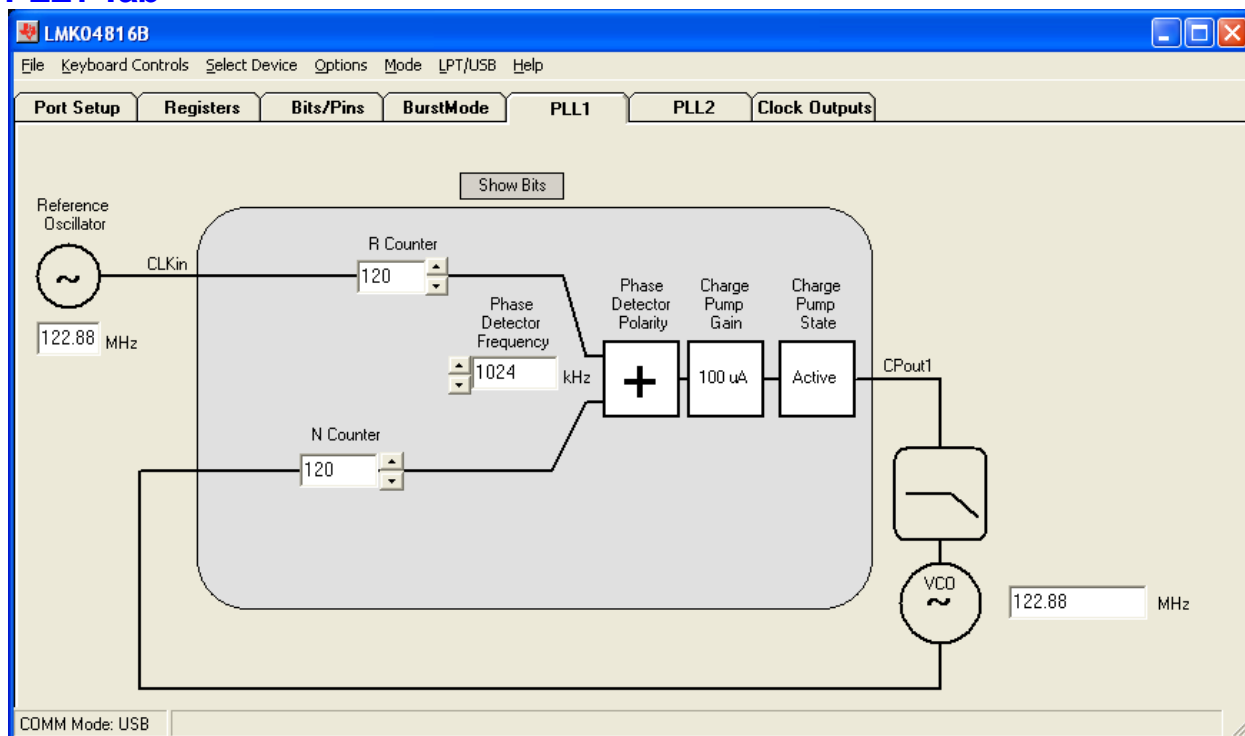 PLL1 Tab
LMK04816B
File Keyboard Controls Select Device Options Mode LPT/USB Help
Port Setup Registers Bits/Pins BurstMode PLL1 PLL2 Clock Outputs
Show Bits
Reference
Oscillator
~
122.88 MHz
CLKin
R Counter
120
Phase
Detector
Frequency
1024 kHz
N Counter
120
Phase
Detector
Polarity
+
Charge
Pump
Gain
100 uA
Charge
Pump
State
Active
CPout1
VCO
~
122.88 MHz
COMM Mode: USB